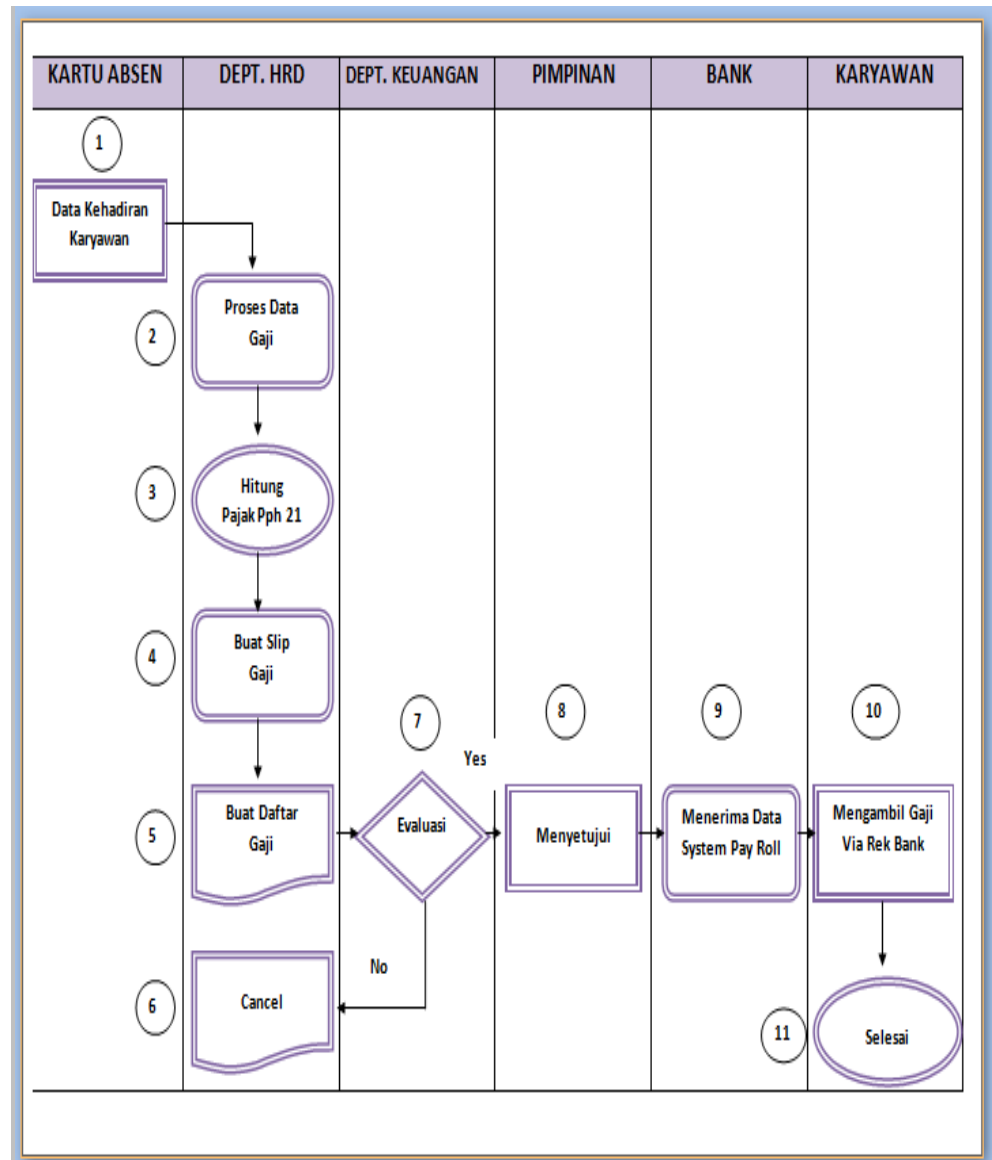 KARTU ABSEN
DEPT. HRD
DEPT. KEUANGAN
PIMPINAN
BANK
KARYAWAN
1
Data Kehadiran
Karyawan
2
Proses Data
Gaji
3
Hitung
Pajak Pph 21
4
Buat Slip
Gaji
5
Buat Daftar
Gaji
6
Cancel
7
Evaluasi
Yes
No
8
Menyetujui
9
Menerima Data
System Pay Roll
10
Mengambil Gaji
Via Rek Bank
11
Selesai